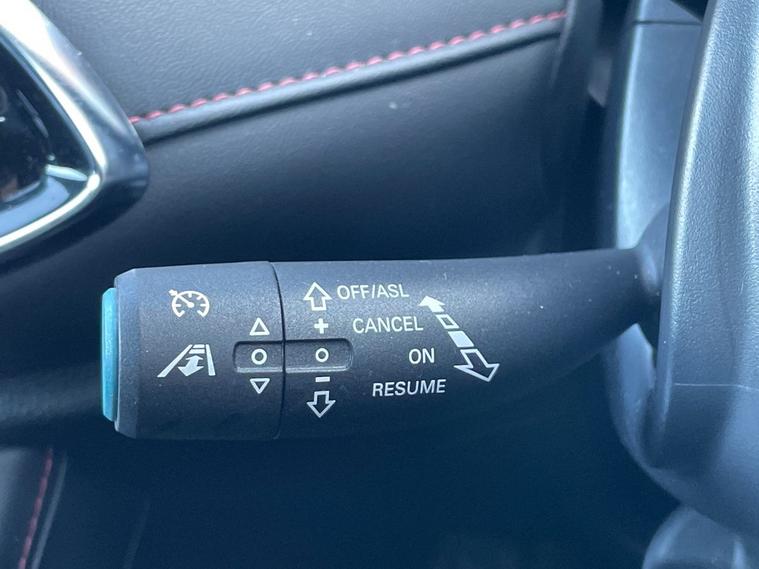 OFF/ASL
+ CANCEL
ON
− RESUME